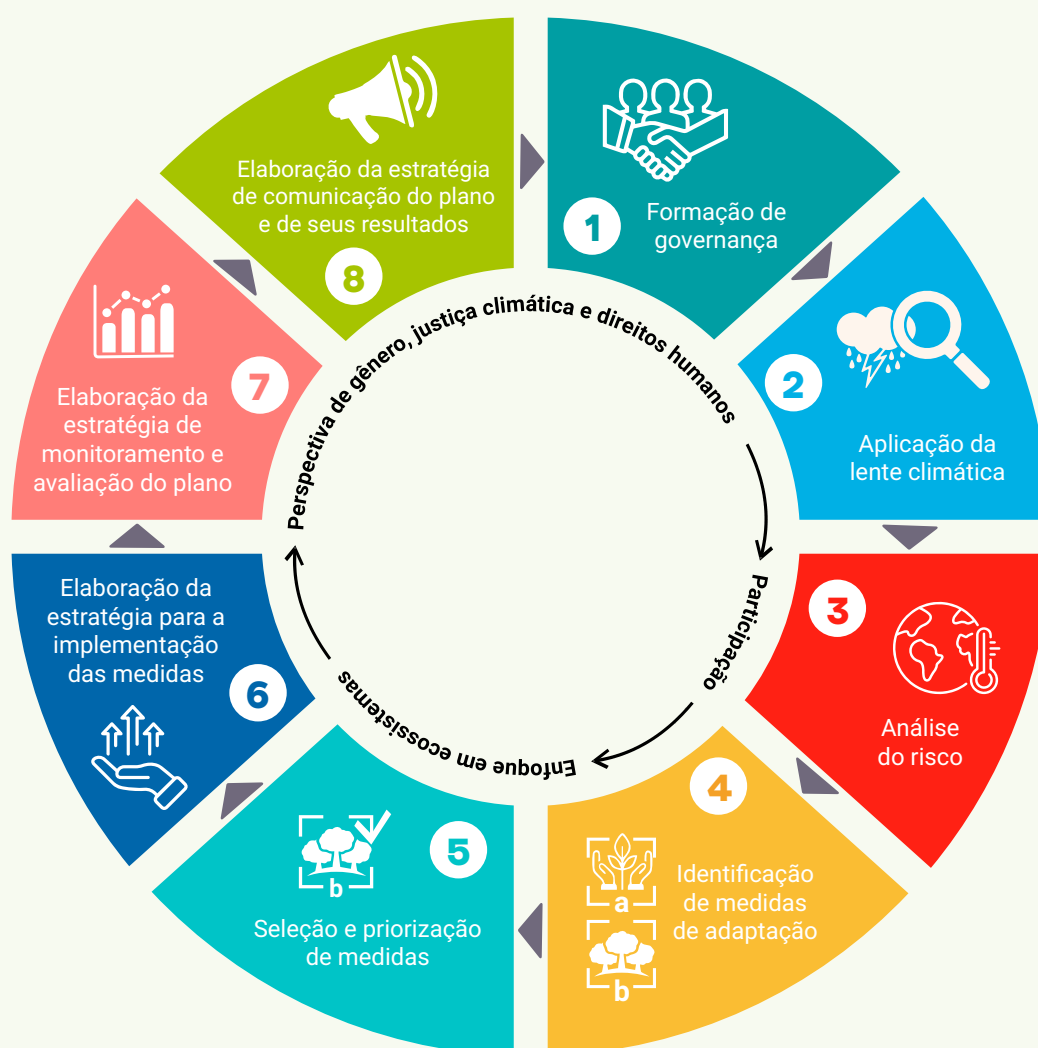 1
Formação de
governança
2
Aplicação da
lente climática
3
Análise
do risco
4
a
b
Identificação
de medidas
de adaptação
5
b
Seleção e priorização
de medidas
6
Elaboração da
estratégia para a
implementação
das medidas
7
Elaboração da
estratégia de
monitoramento e
avaliação do plano
8
Elaboração da estratégia
de comunicação do plano
e de seus resultados
Perspectiva de gênero, justiça climática e direitos humanos
Participação
Enfoque em ecossistemas